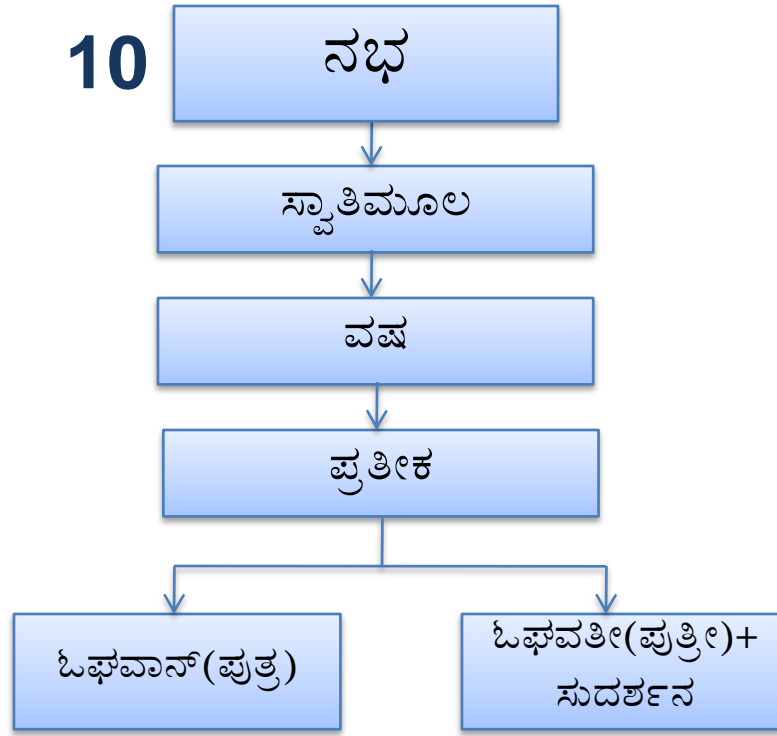 10
ನಭ
ಸ್ವಾತಿಮೂಲ
ವಷ
ಪ್ರತೀಕ
ಓಘವಾನ್(ಪುತ್ರ)
ಓಘವತೀ(ಪುತ್ರೀ)+
ಸುದರ್ಶನ